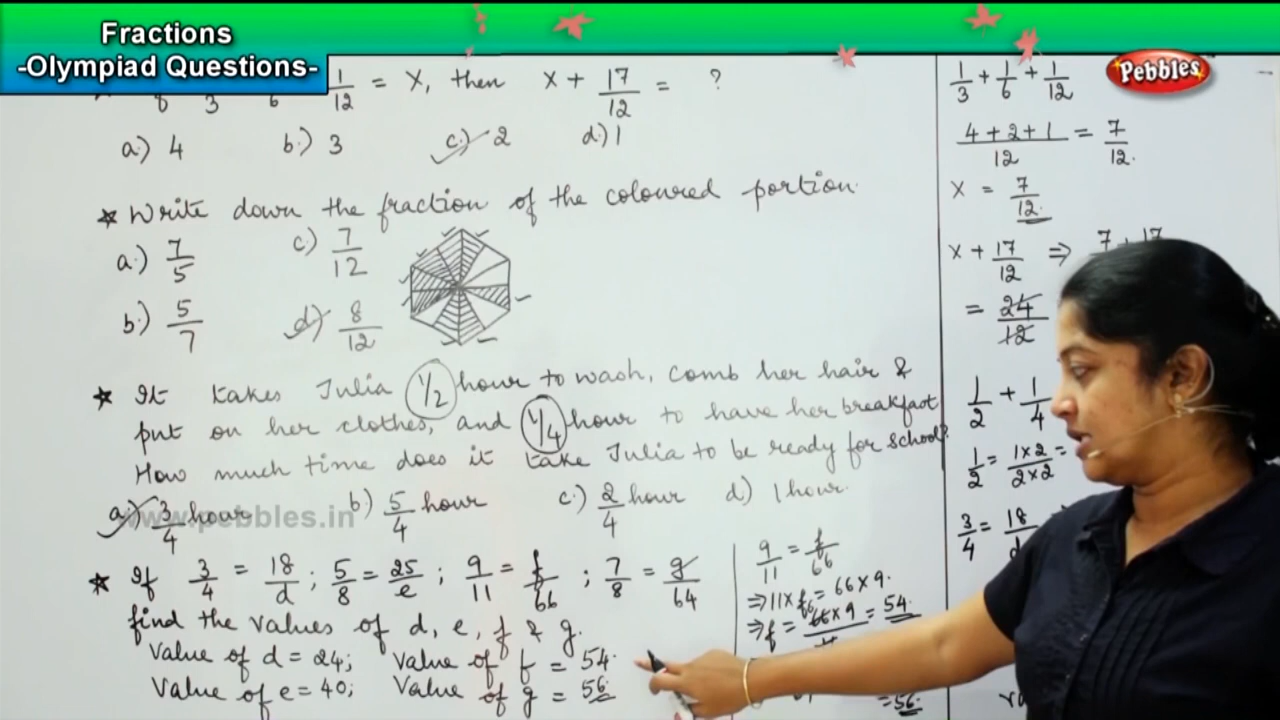 Fractions
-Olympiad Questions-
Pebbles
1/12 = x, then x + 17/12 = ?
a.) 4 b.) 3 c.) 2 d.) 1
* Write down the fraction of the coloured portion.
a.) 7/5 c.) 7/12
b.) 5/7 d.) 8/12
* It takes Julia 1/2 hour to wash, comb her hair &
put on her clothes, and 1/4 hour to have her breakfast
How much time does it take Julia to be ready for school?
a.) 3/4 hour b) 5/4 hour c.) 2/4 hour d) 1 hour.
www.pebbles.in
* If 3/4 = 18/d ; 5/8 = 25/e ; 9/11 = f/66 ; 7/8 = g/64
find the values of d, e, f & g.
Value of d = 24; Value of f = 54.
Value of e = 40; Value of g = 56
9/11 = f/66
⇒ 11 × f = 66 × 9.
⇒ f = 66×9/11 = 54.
= 56.
1/3 + 1/6 + 1/12
4+2+1/12 = 7/12.
x = 7/12.
x + 17/12 ⇒ 7 + 17
= 24/12
1/2 + 1/4
1/2 = 1×2/2×2 =
3/4 = 18/d